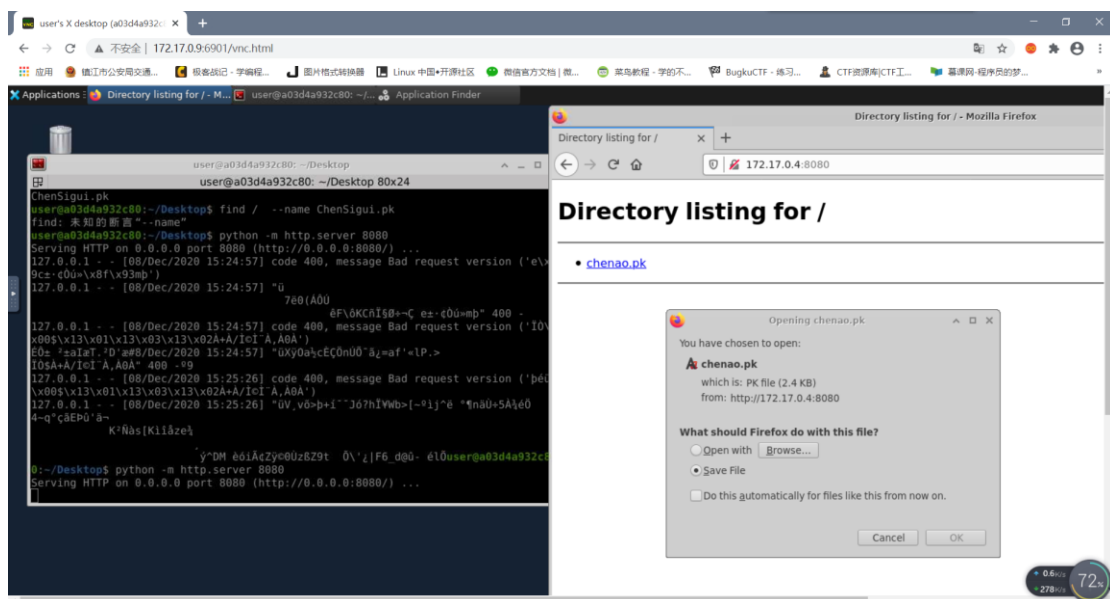 user's X desktop (a03d4a932c
不安全 | 172.17.0.9:6901/vnc.html
应用 镇江市公安局交通... 极客战记 - 学编程... 图片格式转换器 Linux 中国•开源社区 微信官方文档 | 微... 菜鸟教程 - 学的不... BugkuCTF - 练习... CTF资源库|CTF工... 慕课网-程序员的梦...
Applications Directory listing for / - M... user@a03d4a932c80: ~/... Application Finder
user@a03d4a932c80: ~/Desktop
user@a03d4a932c80: ~/Desktop 80x24
ChenSigui.pk
user@a03d4a932c80:~/Desktop$ find / --name ChenSigui.pk
find: 未知的断言"--name"
user@a03d4a932c80:~/Desktop$ python -m http.server 8080
Serving HTTP on 0.0.0.0 port 8080 (http://0.0.0.0:8080/) ...
127.0.0.1 - - [08/Dec/2020 15:24:57] code 400, message Bad request version
127.0.0.1 - - [08/Dec/2020 15:24:57]
" 400 -
127.0.0.1 - - [08/Dec/2020 15:24:57] code 400, message Bad request version
127.0.0.1 - - [08/Dec/2020 15:25:26] code 400, message Bad request version
127.0.0.1 - - [08/Dec/2020 15:25:26]
user@a03d4a932c8
0:~/Desktop$ python -m http.server 8080
Serving HTTP on 0.0.0.0 port 8080 (http://0.0.0.0:8080/) ...
Directory listing for / - Mozilla Firefox
Directory listing for /
172.17.0.4:8080
Directory listing for /
chenao.pk
Opening chenao.pk
You have chosen to open:
chenao.pk
which is: PK file (2.4 KB)
from: http://172.17.0.4:8080
What should Firefox do with this file?
Open with Browse...
Save File
Do this automatically for files like this from now on.
Cancel OK
72%